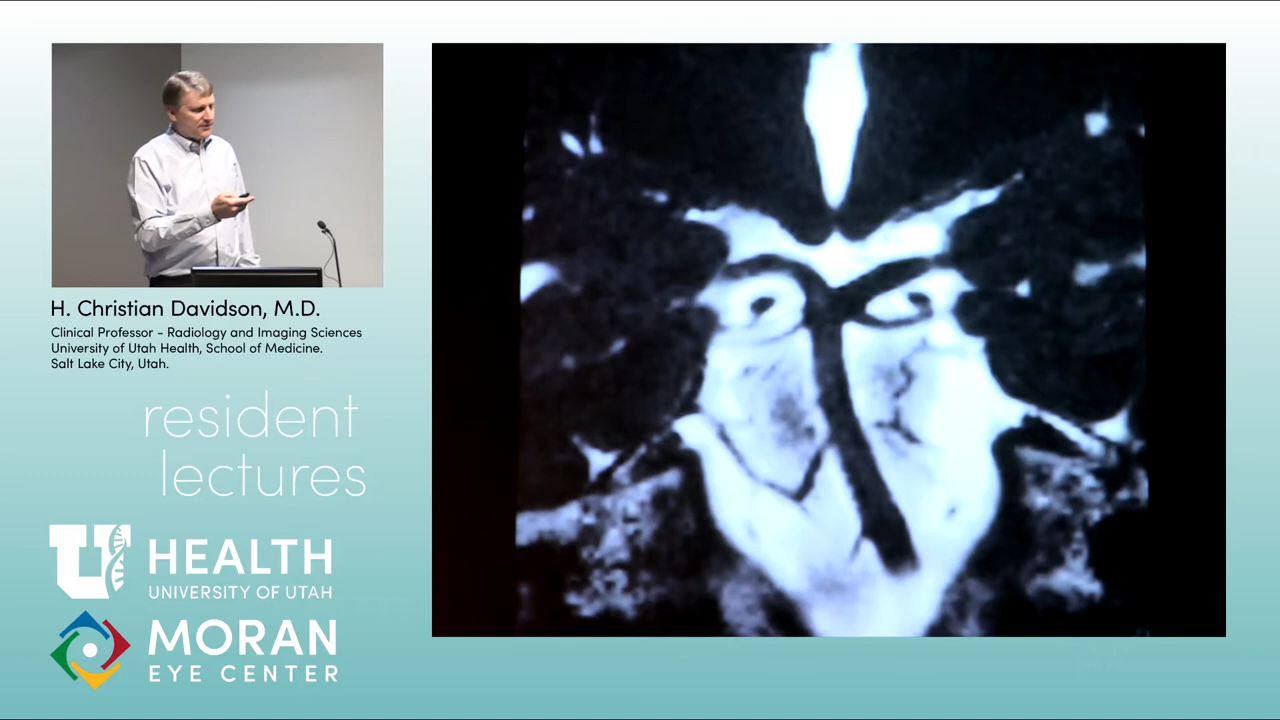 H. Christian Davidson, M.D.
Clinical Professor - Radiology and Imaging Sciences
University of Utah Health, School of Medicine.
Salt Lake City, Utah.
resident
lectures
U HEALTH
UNIVERSITY OF UTAH
MORAN
EYE CENTER